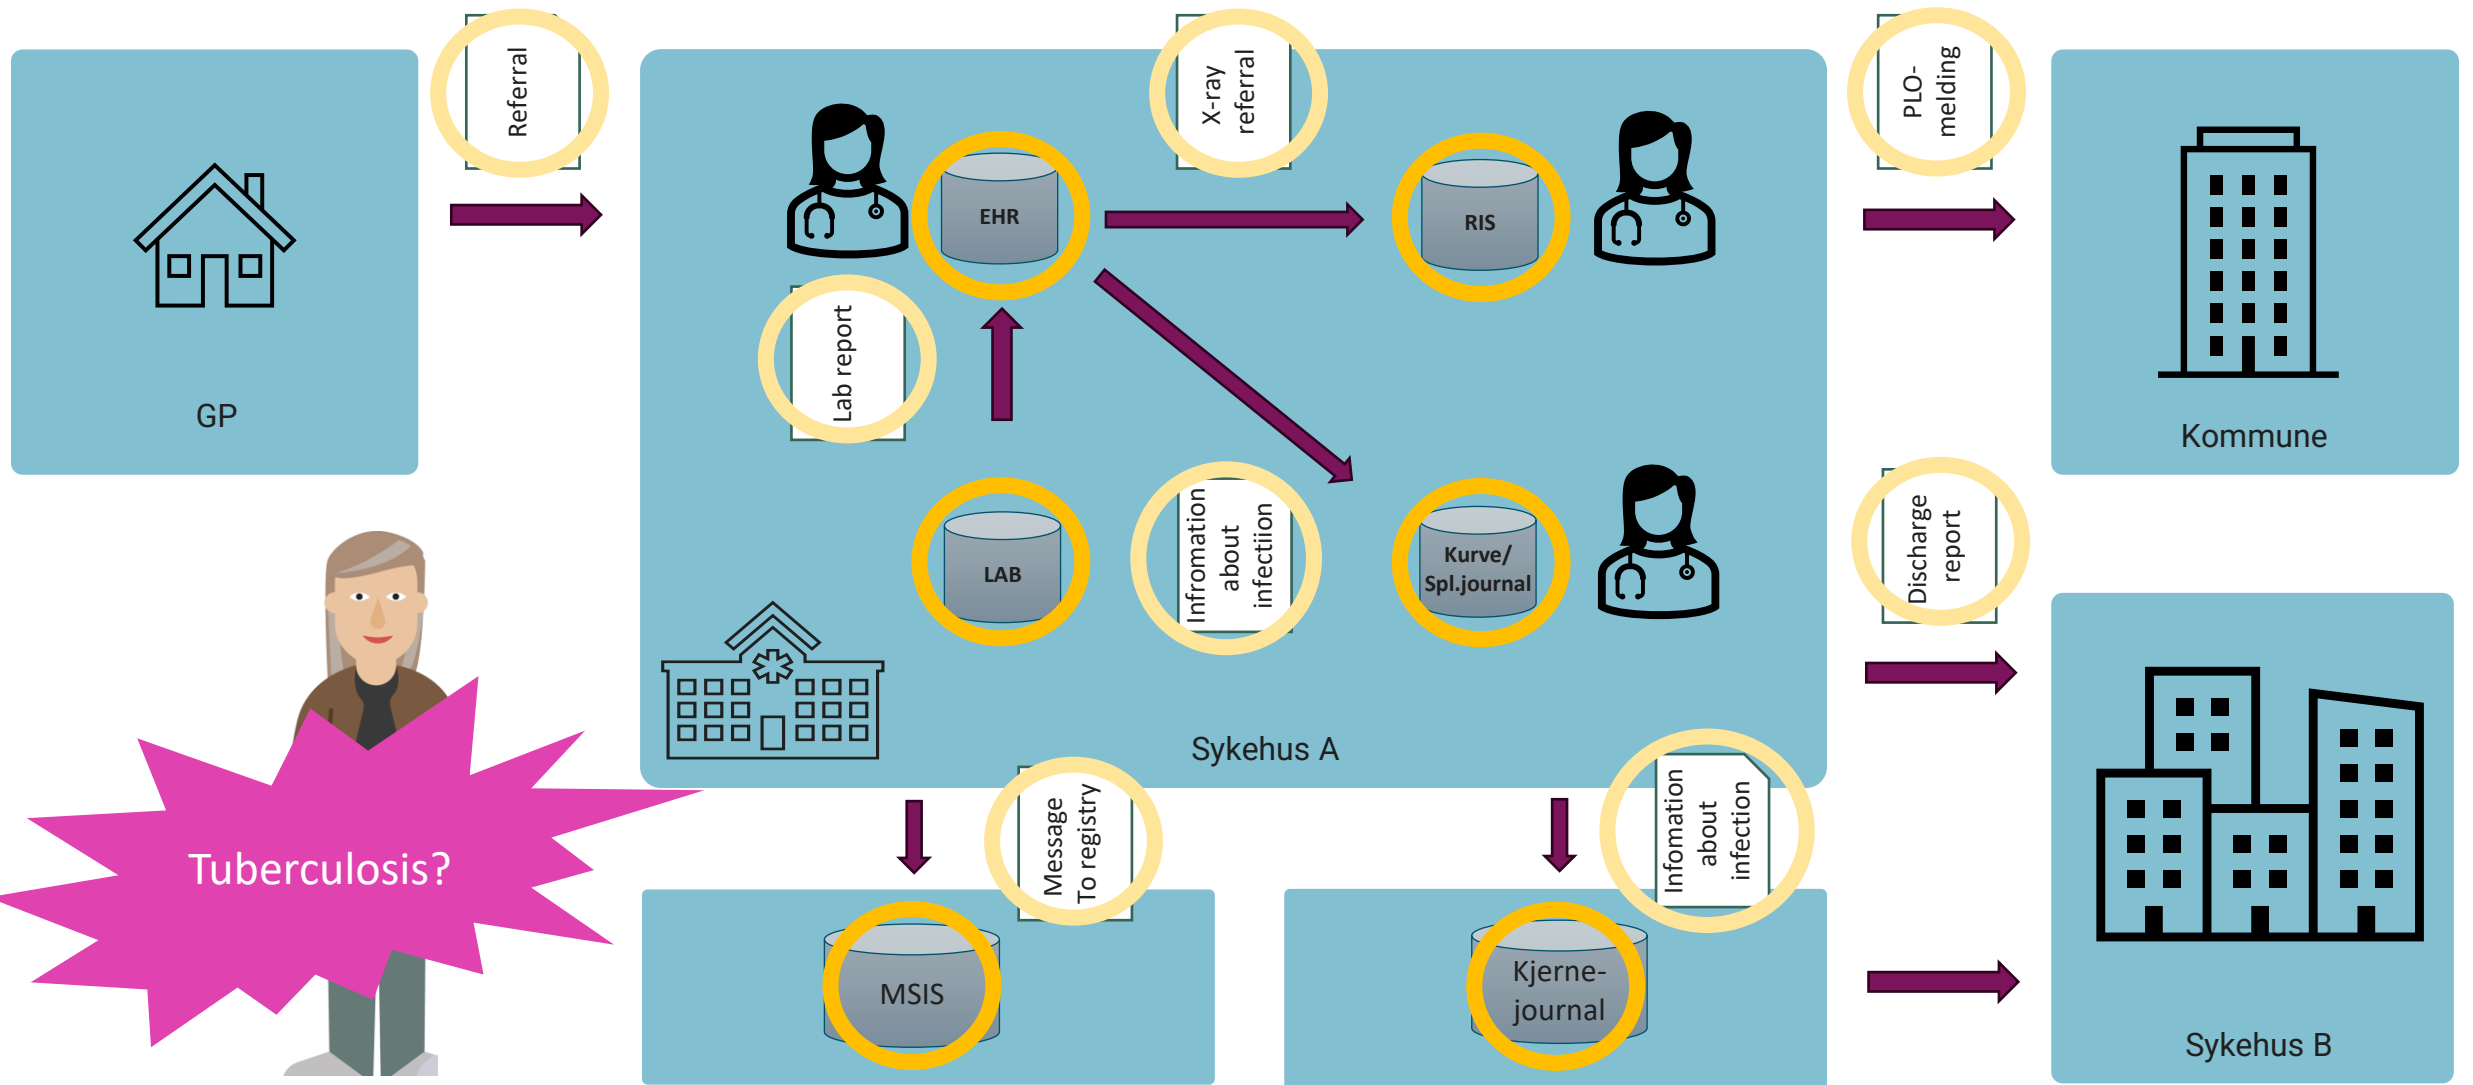 Referral
X-ray
referral
PLO-
melding
EHR
RIS
Lab report
GP
Kommune
LAB
Infromation
about
infectiion
Kurve/
Spl.journal
Discharge
report
Sykehus A
Tuberculosis?
Message
To registry
Infomation
about
infection
MSIS
Kjerne-
journal
Sykehus B